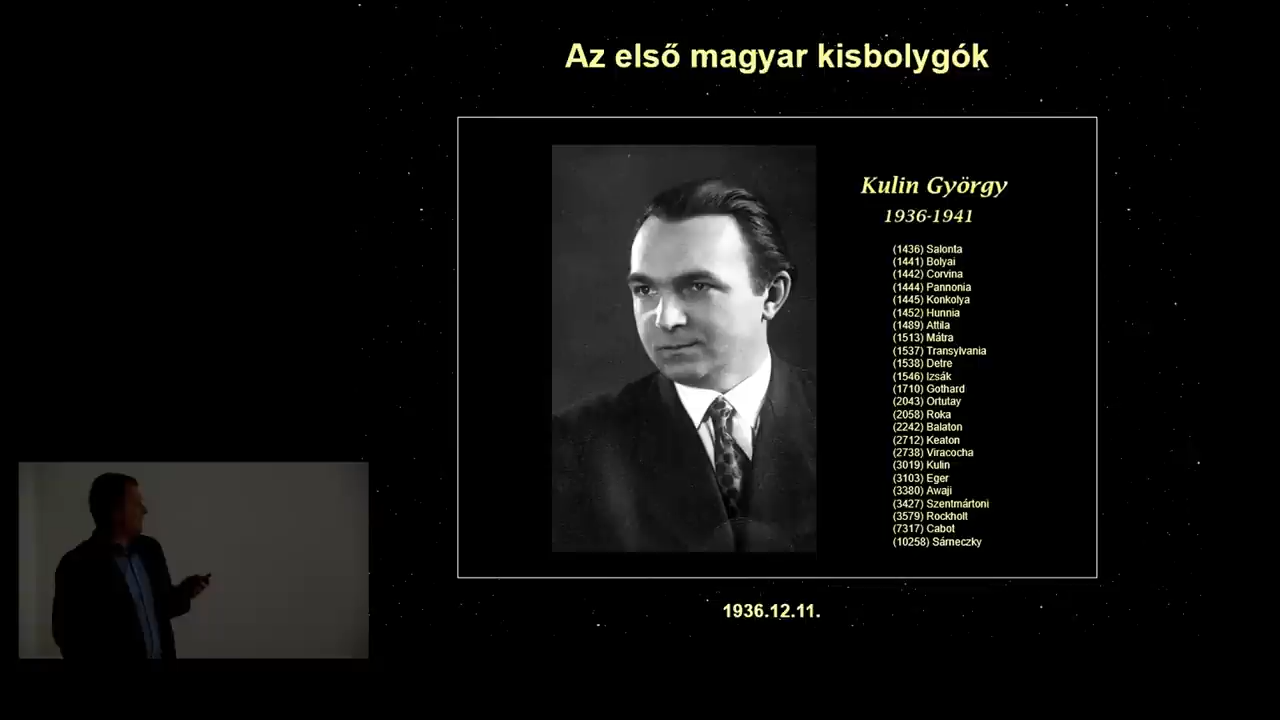 Az első magyar kisbolygók
Kulin György
1936-1941
(1436) Salonta
(1441) Bolyai
(1442) Corvina
(1444) Pannonia
(1445) Konkolya
(1452) Hunnia
(1489) Attila
(1513) Mátra
(1537) Transylvania
(1538) Detre
(1546) Izsák
(1710) Gothard
(2043) Ortutay
(2058) Roka
(2242) Balaton
(2712) Keaton
(2738) Viracocha
(3019) Kulin
(3103) Eger
(3380) Awaji
(3427) Szentmártoni
(3579) Rockholt
(7317) Cabot
(10258) Sárneczky
1936.12.11.